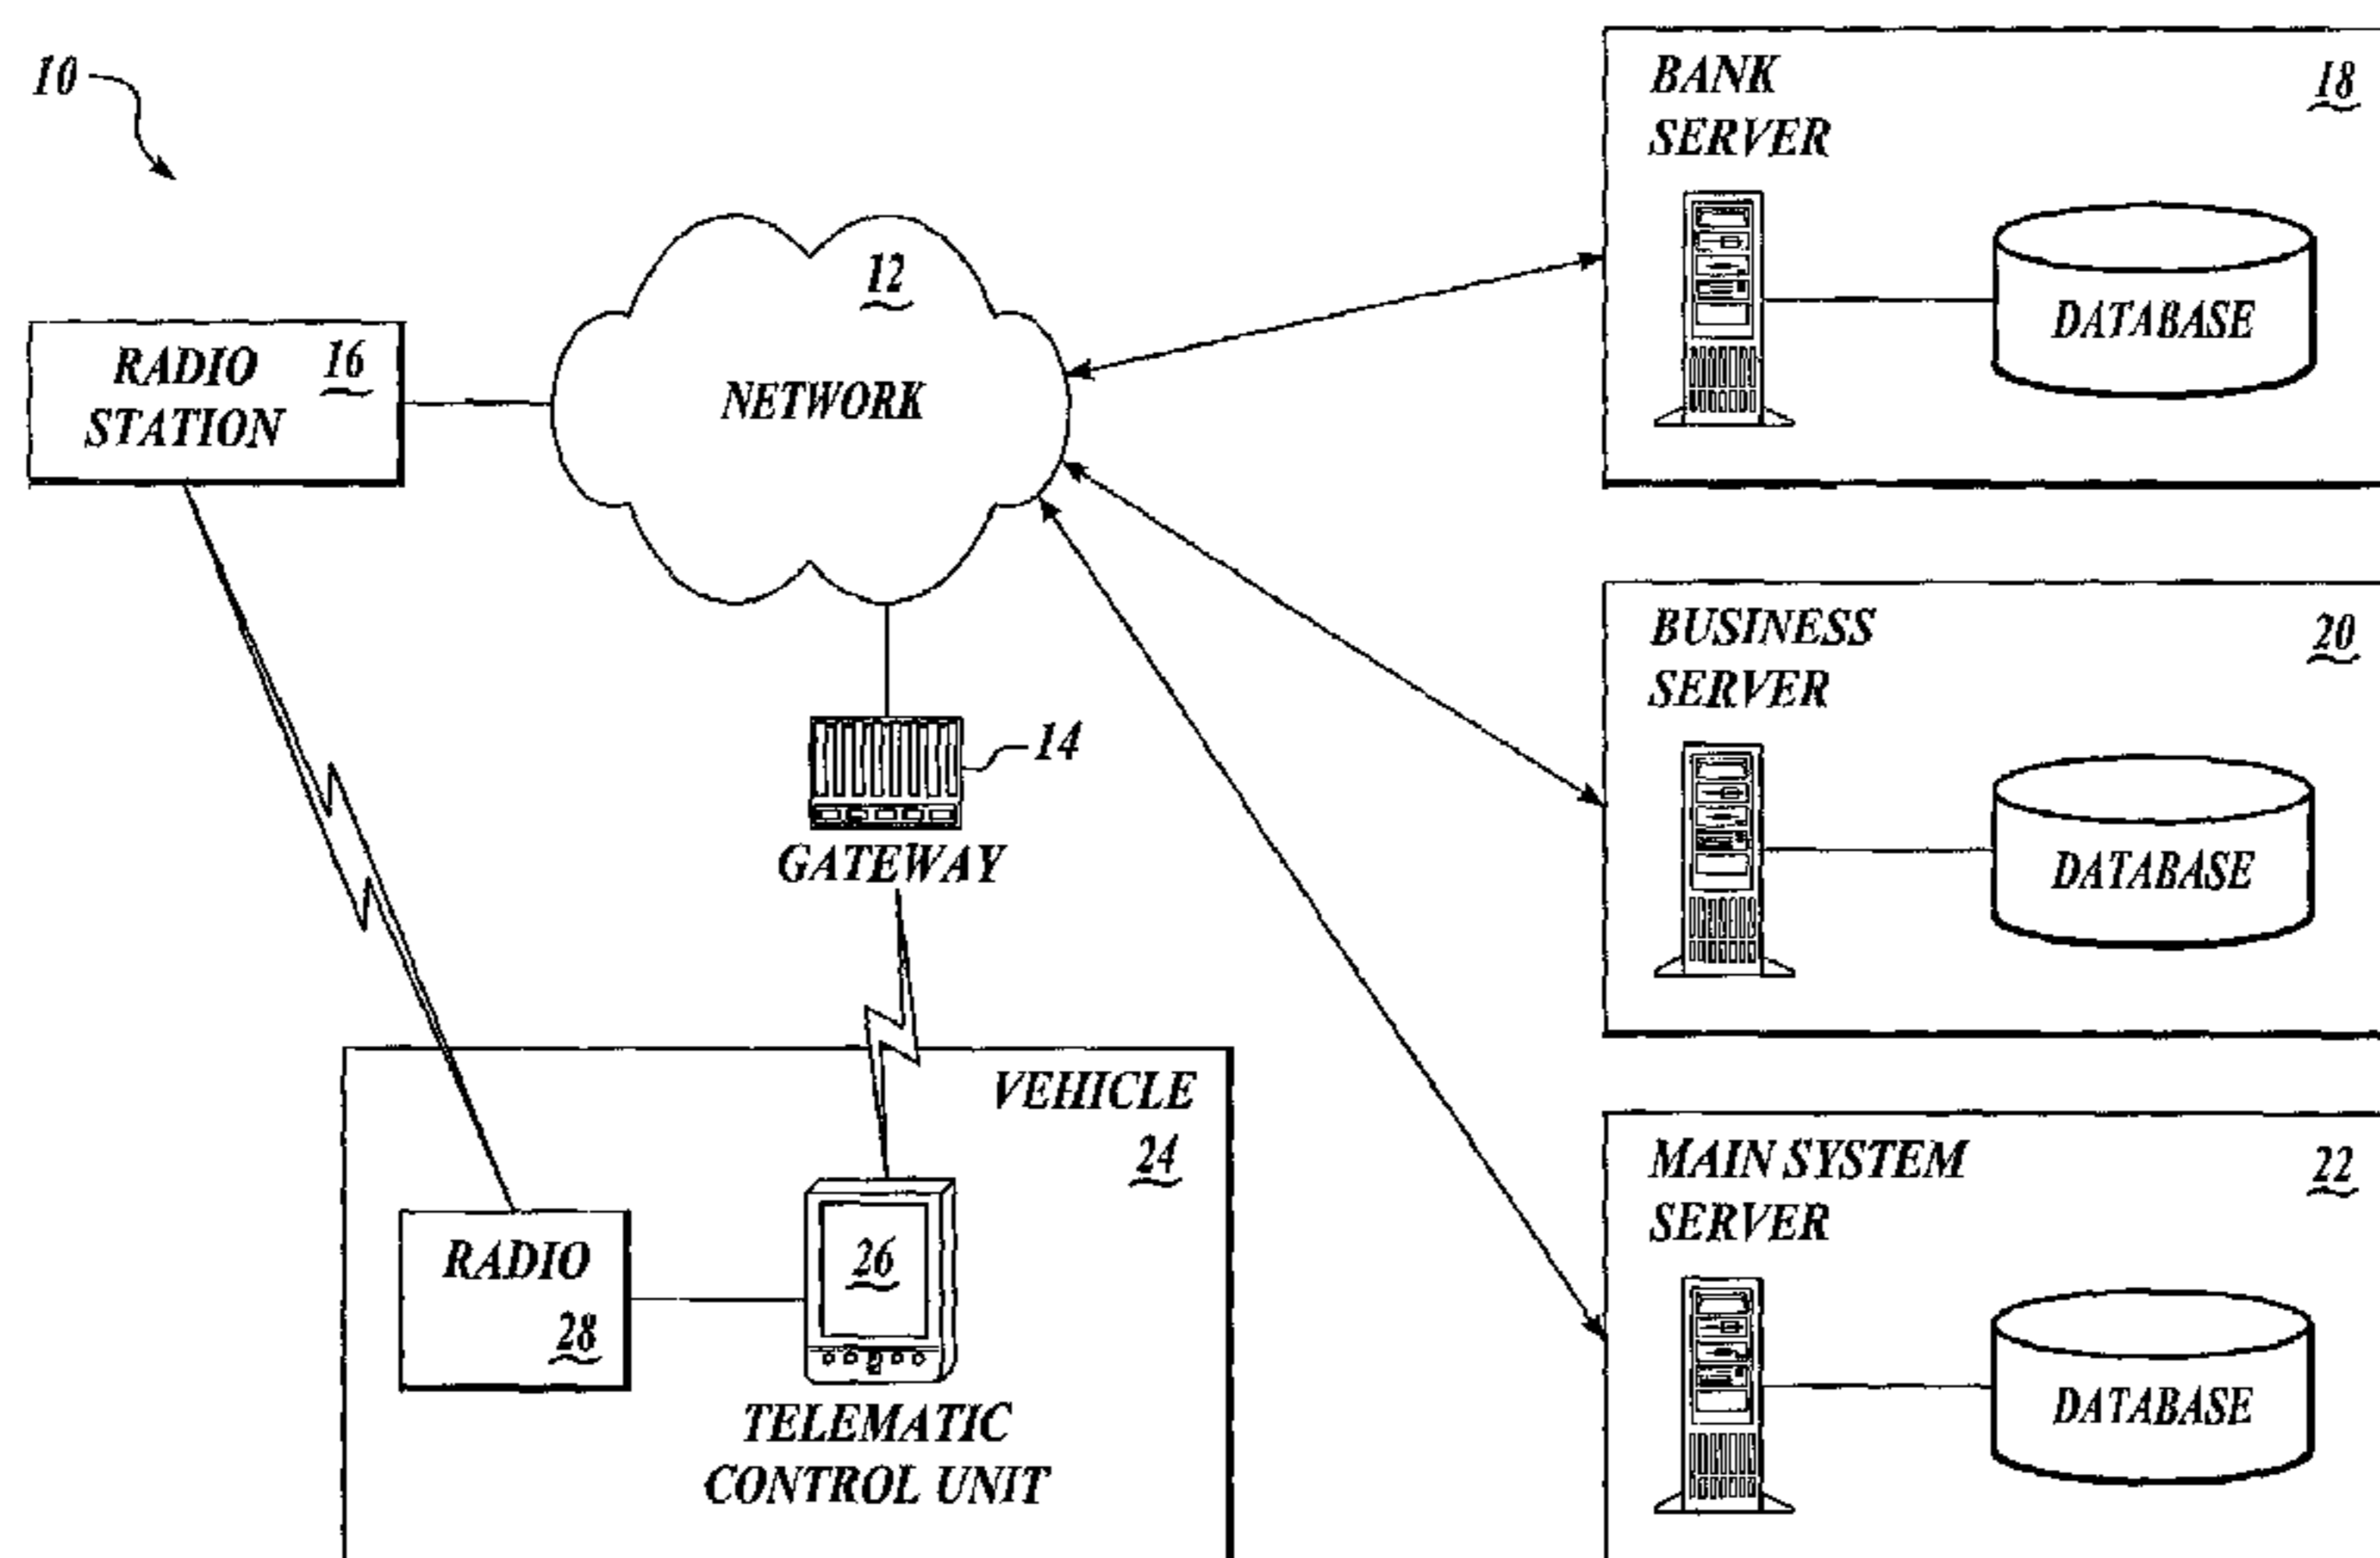 10
BANK
SERVER
18
DATABASE
12
NETWORK
RADIO
STATION
16
BUSINESS
SERVER
20
DATABASE
14
GATEWAY
VEHICLE
24
RADIO
28
26
TELEMATIC
CONTROL UNIT
MAIN SYSTEM
SERVER
22
DATABASE